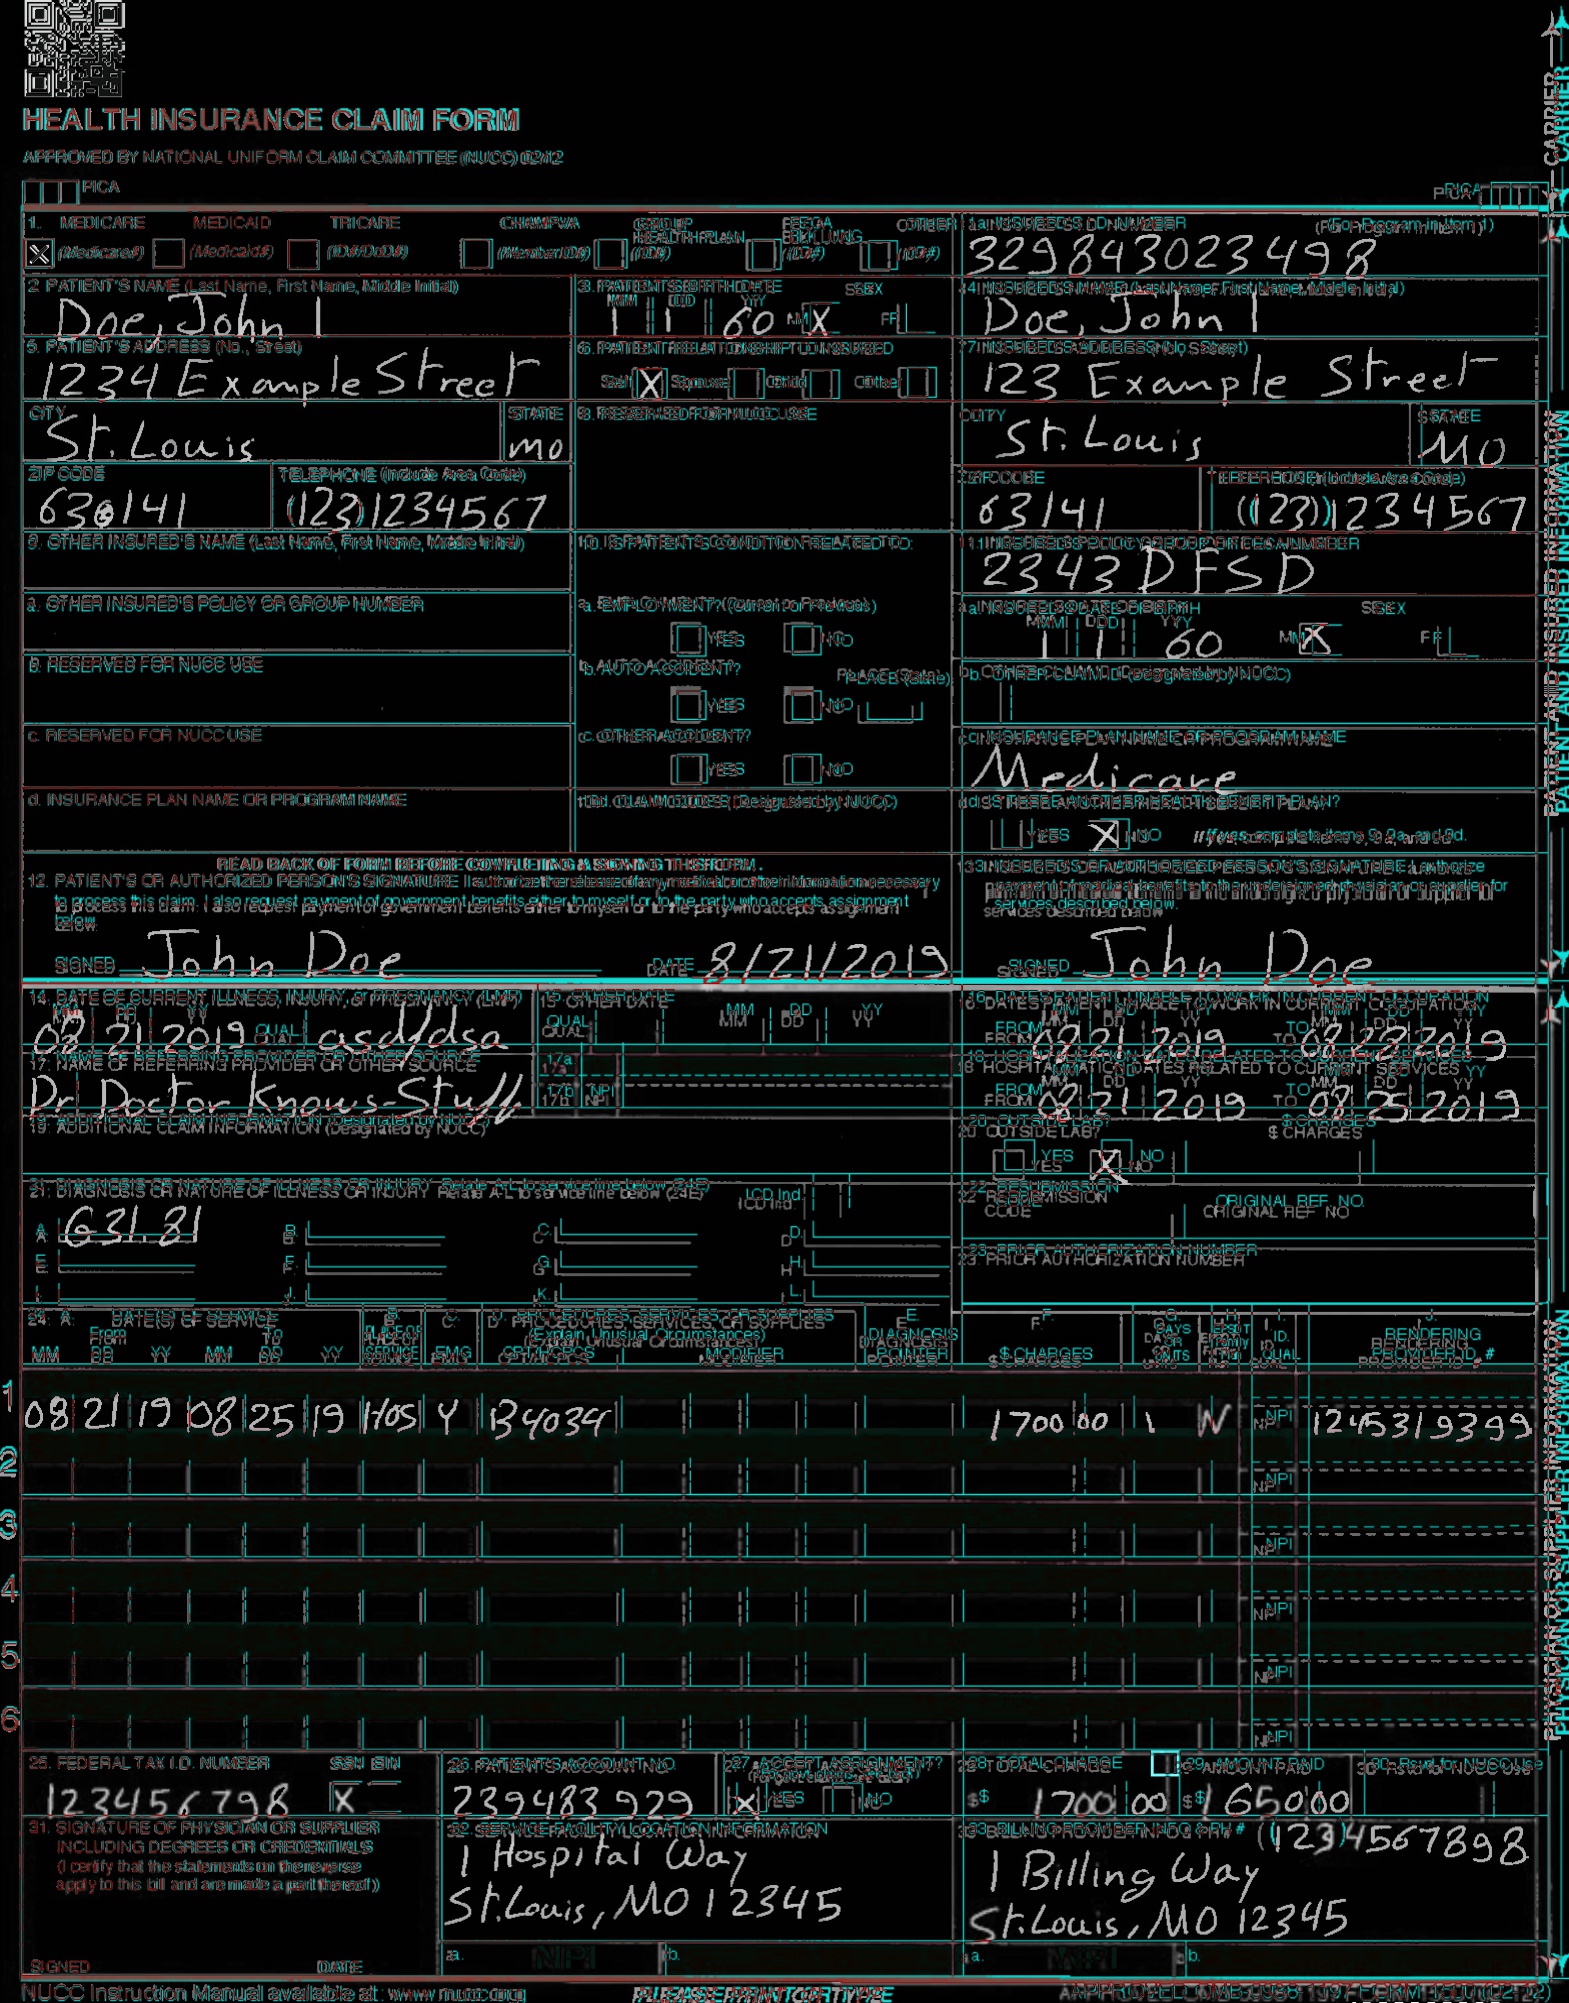 HEALTH INSURANCE CLAIM FORM
APPROVED BY NATIONAL UNIFORM CLAIM COMMITTEE (NUCC) 02/12
PICA PICA
CARRIER
1. MEDICARE MEDICAID TRICARE CHAMPVA GROUP HEALTH PLAN FECA BLK LUNG OTHER 1a. INSURED'S I.D. NUMBER (For Program in Item 1)
X (Medicare#) (Medicaid#) (ID#/DoD#) (Member ID#) (ID#) (ID#) (ID#) 329843023498
2. PATIENT'S NAME (Last Name, First Name, Middle Initial) 3. PATIENT'S BIRTH DATE SEX 4. INSURED'S NAME (Last Name, First Name, Middle Initial)
MM DD YY
Doe, John I 1 1 60 M X F Doe, John I
5. PATIENT'S ADDRESS (No., Street) 6. PATIENT RELATIONSHIP TO INSURED 7. INSURED'S ADDRESS (No., Street)
1234 Example Street Self X Spouse Child Other 123 Example Street
CITY STATE 8. RESERVED FOR NUCC USE CITY STATE
St. Louis mo St. Louis MO
ZIP CODE TELEPHONE (Include Area Code) ZIP CODE TELEPHONE (Include Area Code)
(123) 1234567 63141 (123) 1234567
9. OTHER INSURED'S NAME (Last Name, First Name, Middle Initial) 10. IS PATIENT'S CONDITION RELATED TO: 11. INSURED'S POLICY GROUP OR FECA NUMBER
2343DFSD
a. OTHER INSURED'S POLICY OR GROUP NUMBER a. EMPLOYMENT? (Current or Previous) a. INSURED'S DATE OF BIRTH SEX
MM DD YY
YES NO 1 1 60 M X F
b. RESERVED FOR NUCC USE b. AUTO ACCIDENT? PLACE (State) b. OTHER CLAIM ID (Designated by NUCC)
YES NO
c. RESERVED FOR NUCC USE c. OTHER ACCIDENT? c. INSURANCE PLAN NAME OR PROGRAM NAME
YES NO Medicare
d. INSURANCE PLAN NAME OR PROGRAM NAME 10d. CLAIM CODES (Designated by NUCC) d. IS THERE ANOTHER HEALTH BENEFIT PLAN?
YES X NO If yes, complete items 9, 9a, and 9d.
PATIENT AND INSURED INFORMATION
READ BACK OF FORM BEFORE COMPLETING & SIGNING THIS FORM.
12. PATIENT'S OR AUTHORIZED PERSON'S SIGNATURE I authorize the release of any medical or other information necessary
to process this claim. I also request payment of government benefits either to myself or to the party who accepts assignment
below.
13. INSURED'S OR AUTHORIZED PERSON'S SIGNATURE I authorize
payment of medical benefits to the undersigned physician or supplier for
services described below.
SIGNED John Doe DATE 8/21/2019 SIGNED John Doe
14. DATE OF CURRENT ILLNESS, INJURY, or PREGNANCY (LMP) 15. OTHER DATE 16. DATES PATIENT UNABLE TO WORK IN CURRENT OCCUPATION
MM DD YY MM DD YY MM DD YY MM DD YY
08 21 2019 QUAL. asdfdsa QUAL. FROM 08 21 2019 TO 08 23 2019
17. NAME OF REFERRING PROVIDER OR OTHER SOURCE 17a. 18. HOSPITALIZATION DATES RELATED TO CURRENT SERVICES
MM DD YY MM DD YY
Dr Doctor Knows-Stuff 17b. NPI FROM 08 21 2019 TO 08 25 2019
19. ADDITIONAL CLAIM INFORMATION (Designated by NUCC) 20. OUTSIDE LAB? $ CHARGES
YES X NO
21. DIAGNOSIS OR NATURE OF ILLNESS OR INJURY Relate A-L to service line below (24E) ICD Ind. 22. RESUBMISSION CODE ORIGINAL REF. NO.
A. G31.81 B. C. D.
E. F. G. H. 23. PRIOR AUTHORIZATION NUMBER
I. J. K. L.
24. A. DATE(S) OF SERVICE B. C. D. PROCEDURES, SERVICES, OR SUPPLIES E. F. G. H. I. J.
From To PLACE OF (Explain Unusual Circumstances) DIAGNOSIS DAYS OR ID. RENDERING
MM DD YY MM DD YY SERVICE EMG CPT/HCPCS MODIFIER POINTER $ CHARGES UNITS QUAL. PROVIDER ID. #
1 08 21 19 08 25 19 HOS Y B4034 1700 00 1 N NPI 1245319399
2 NPI
3 NPI
4 NPI
5 NPI
6 NPI
PHYSICIAN OR SUPPLIER INFORMATION
25. FEDERAL TAX I.D. NUMBER SSN EIN 26. PATIENT'S ACCOUNT NO. 27. ACCEPT ASSIGNMENT? 28. TOTAL CHARGE 29. AMOUNT PAID 30. Rsvd for NUCC Use
123456798 X 239483929 X YES NO $ 1700 00 $ 1650 00
31. SIGNATURE OF PHYSICIAN OR SUPPLIER
INCLUDING DEGREES OR CREDENTIALS
(I certify that the statements on the reverse
apply to this bill and are made a part thereof.)
SIGNED DATE
32. SERVICE FACILITY LOCATION INFORMATION
1 Hospital Way
St. Louis, MO 12345
a. NPI b.
33. BILLING PROVIDER INFO & PH # (123) 4567898
1 Billing Way
St. Louis, MO 12345
a. NPI b.
NUCC Instruction Manual available at: www.nucc.org PLEASE PRINT OR TYPE APPROVED OMB-0938-1197 FORM 1500 (02-12)